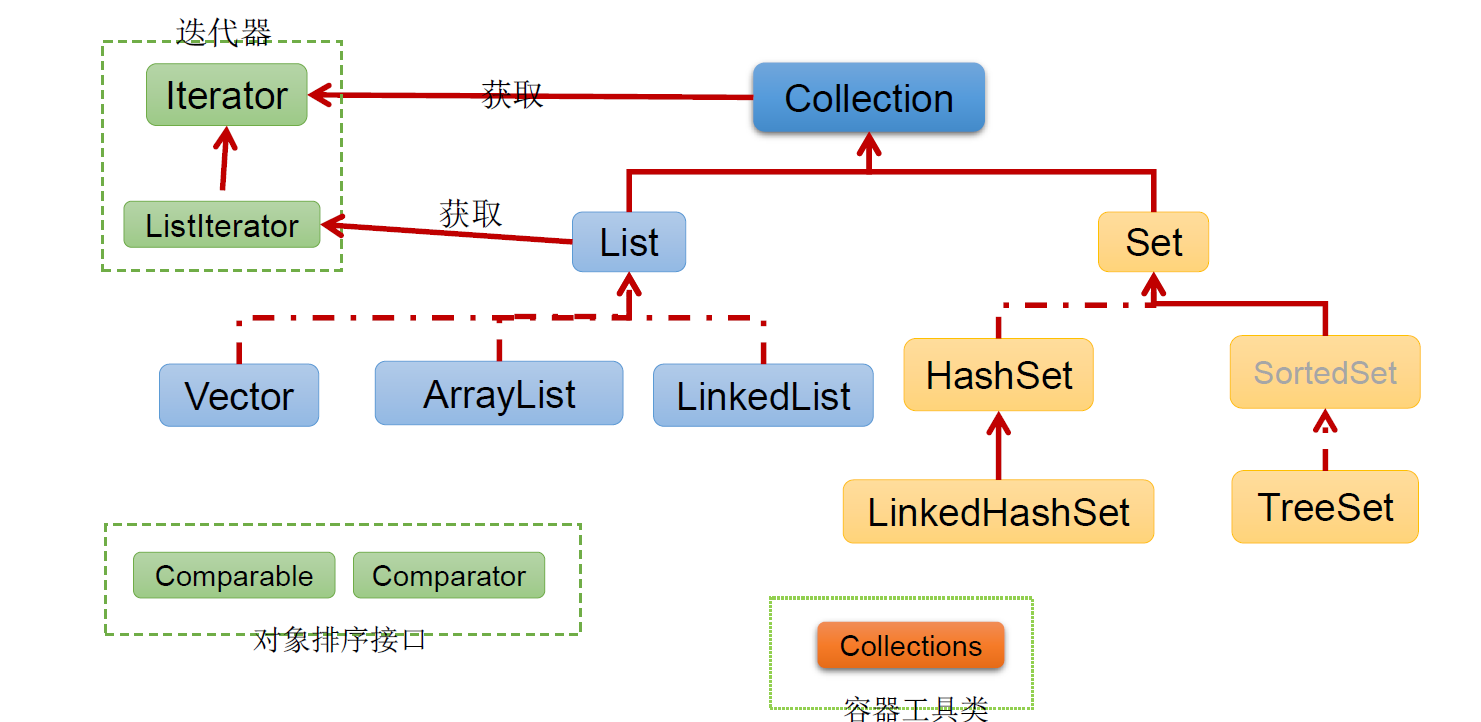 迭代器
Iterator
获取
Collection
ListIterator
获取
List
Set
Vector
ArrayList
LinkedList
HashSet
SortedSet
LinkedHashSet
TreeSet
Comparable
Comparator
对象排序接口
Collections
容器工具类